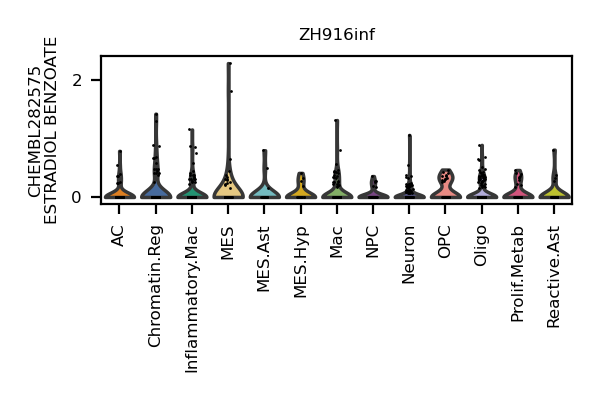 ZH916inf
CHEMBL282575
ESTRADIOL BENZOATE
2
0
AC
Chromatin.Reg
Inflammatory.Mac
MES
MES.Ast
MES.Hyp
Mac
NPC
Neuron
OPC
Oligo
Prolif.Metab
Reactive.Ast